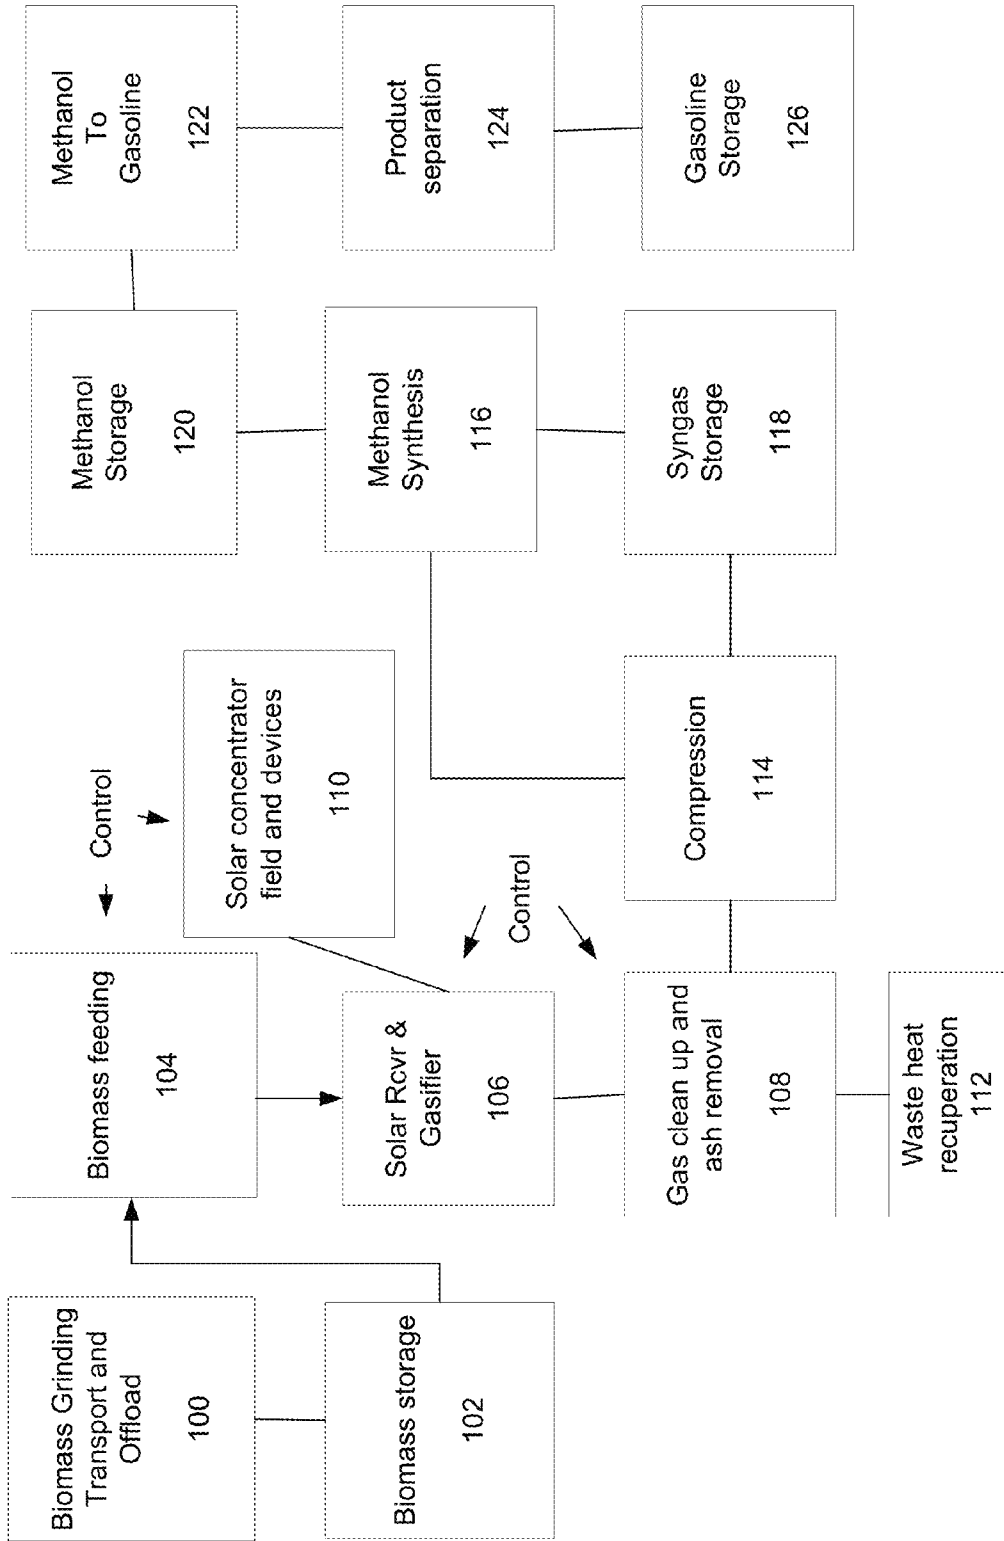 Biomass Grinding
Transport and
Offload
100
Biomass storage
102
Biomass feeding
104
Control
Solar concentrator
field and devices
110
Solar Rcvr &
Gasifier
106
Control
Gas clean up and
ash removal
108
Waste heat
recuperation
112
Compression
114
Methanol
Storage
120
Methanol
Synthesis
116
Syngas
Storage
118
Methanol
To
Gasoline
122
Product
separation
124
Gasoline
Storage
126